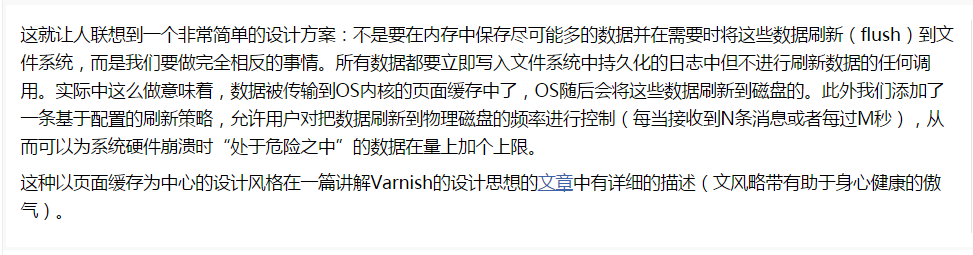 这就让人联想到一个非常简单的设计方案：不是要在内存中保存尽可能多的数据并在需要时将这些数据刷新（flush）到文
件系统，而是我们要做完全相反的事情。所有数据都要立即写入文件系统中持久化的日志中但不进行刷新数据的任何调
用。实际中这么做意味着，数据被传输到OS内核的页面缓存中了，OS随后会将这些数据刷新到磁盘的。此外我们添加了
一条基于配置的刷新策略，允许用户对把数据刷新到物理磁盘的频率进行控制（每当接收到N条消息或者每过M秒），从
而可以为系统硬件崩溃时“处于危险之中”的数据在量上加个上限。
这种以页面缓存为中心的设计风格在一篇讲解Varnish的设计思想的文章中有详细的描述（文风略带有助于身心健康的傲
气）。